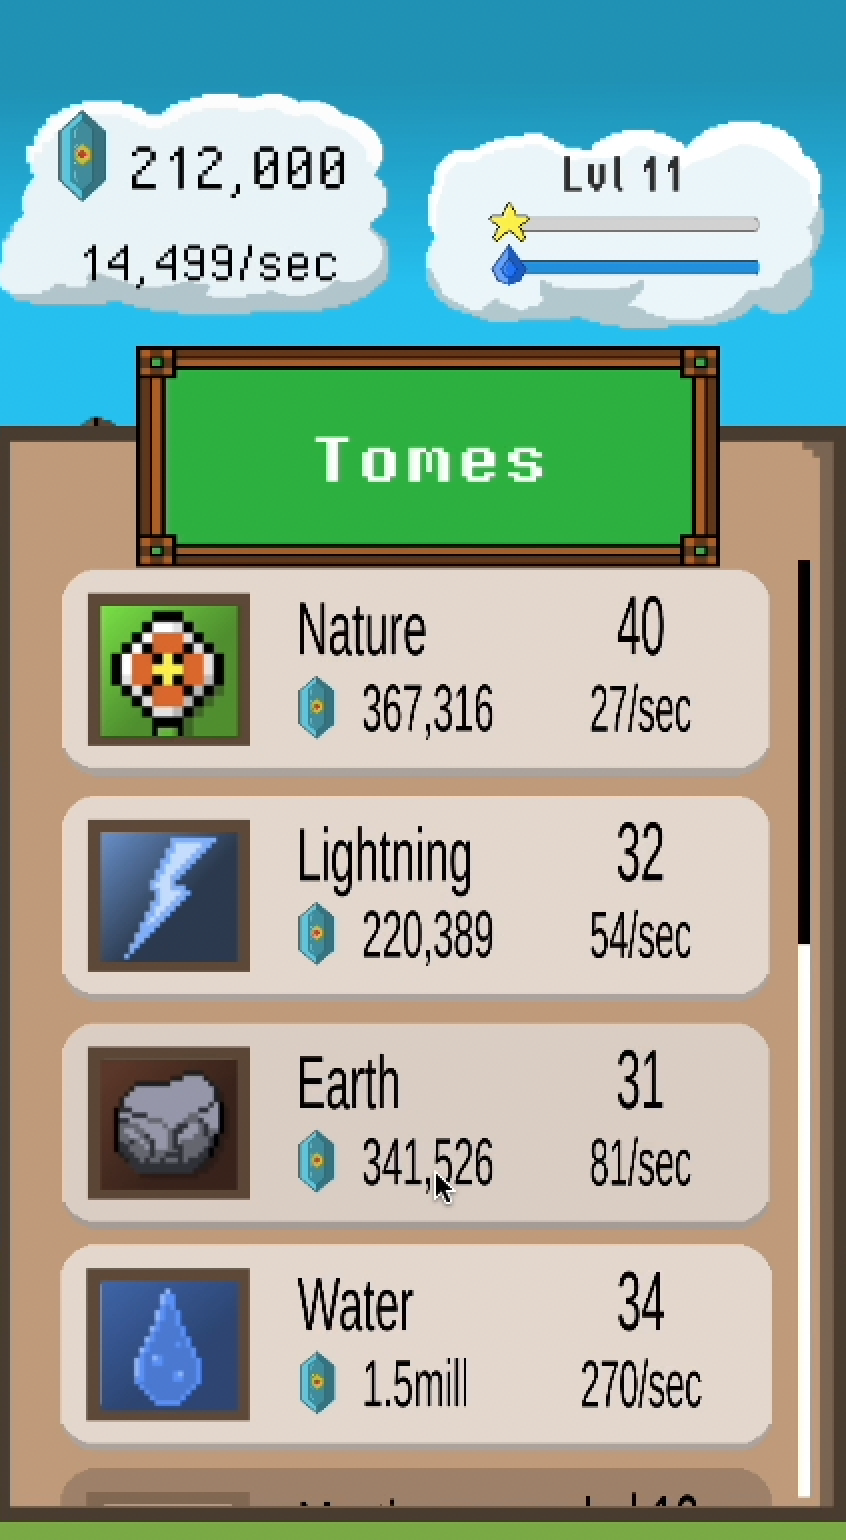 212,000
14,499/sec
Lvl 11
Tomes
Nature 40
367,316 27/sec
Lightning 32
220,389 54/sec
Earth 31
341,526 81/sec
Water 34
1.5mill 270/sec